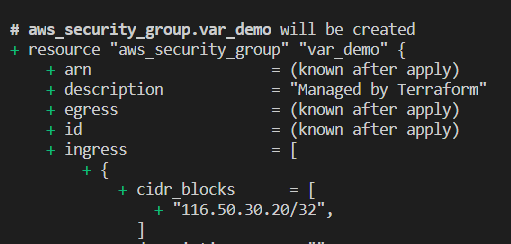 # aws_security_group.var_demo will be created
+ resource "aws_security_group" "var_demo" {
+ arn = (known after apply)
+ description = "Managed by Terraform"
+ egress = (known after apply)
+ id = (known after apply)
+ ingress = [
+ {
+ cidr_blocks = [
+ "116.50.30.20/32",
]